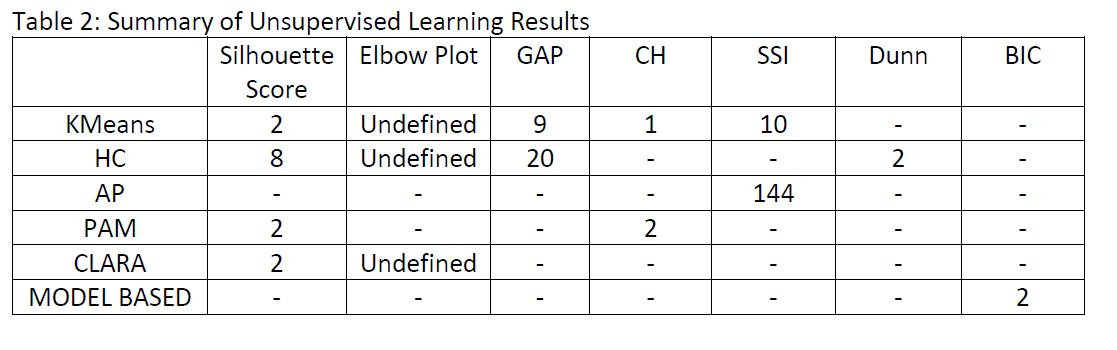 Table 2: Summary of Unsupervised Learning Results
Silhouette Score Elbow Plot GAP CH SSI Dunn BIC
KMeans 2 Undefined 9 1 10 - -
HC 8 Undefined 20 - - 2 -
AP - - - - 144 - -
PAM 2 - - 2 - - -
CLARA 2 Undefined - - - - -
MODEL BASED - - - - - - 2